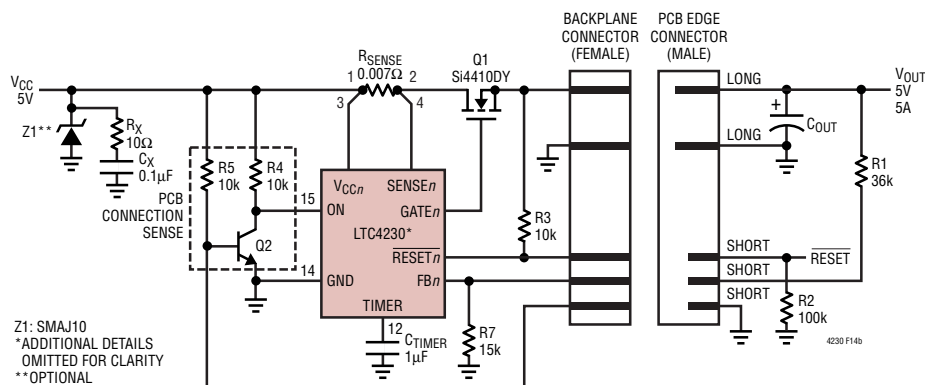 BACKPLANE
CONNECTOR
(FEMALE)
PCB EDGE
CONNECTOR
(MALE)
RSENSE
0.007Ω
1
2
3
4
Q1
Si4410DY
VCC
5V
LONG
VOUT
5V
5A
Z1**
RX
10Ω
CX
0.1µF
+
COUT
LONG
R1
36k
R5
10k
R4
10k
PCB
CONNECTION
SENSE
Q2
15
14
VCCn
SENSEn
ON
GATEn
LTC4230*
RESETn
GND
FBn
TIMER
R3
10k
SHORT
RESET
SHORT
SHORT
R2
100k
12
CTIMER
1µF
R7
15k
Z1: SMAJ10
*ADDITIONAL DETAILS
OMITTED FOR CLARITY
**OPTIONAL
4230 F14b